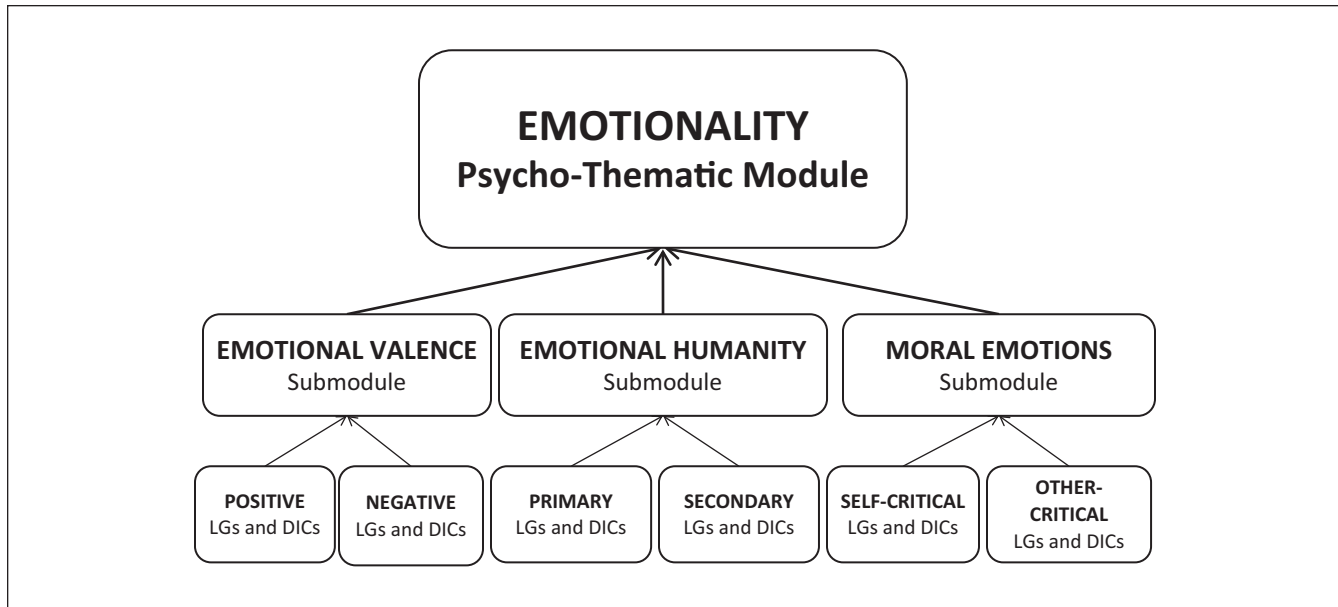 EMOTIONALITY
Psycho-Thematic Module
EMOTIONAL VALENCE
Submodule
EMOTIONAL HUMANITY
Submodule
MORAL EMOTIONS
Submodule
POSITIVE
LGs and DICs
NEGATIVE
LGs and DICs
PRIMARY
LGs and DICs
SECONDARY
LGs and DICs
SELF-CRITICAL
LGs and DICs
OTHER-
CRITICAL
LGs and DICs